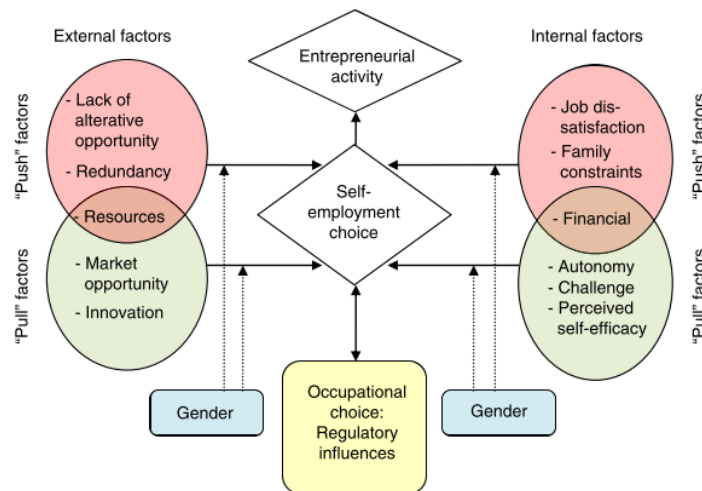 External factors
Entrepreneurial
activity
Internal factors
"Push" factors
- Lack of
alterative
opportunity
- Redundancy
- Resources
"Pull" factors
- Market
opportunity
- Innovation
Self-
employment
choice
- Job dis-
satisfaction
- Family
constraints
- Financial
- Autonomy
- Challenge
- Perceived
self-efficacy
"Push" factors
"Pull" factors
Gender
Occupational
choice:
Regulatory
influences
Gender